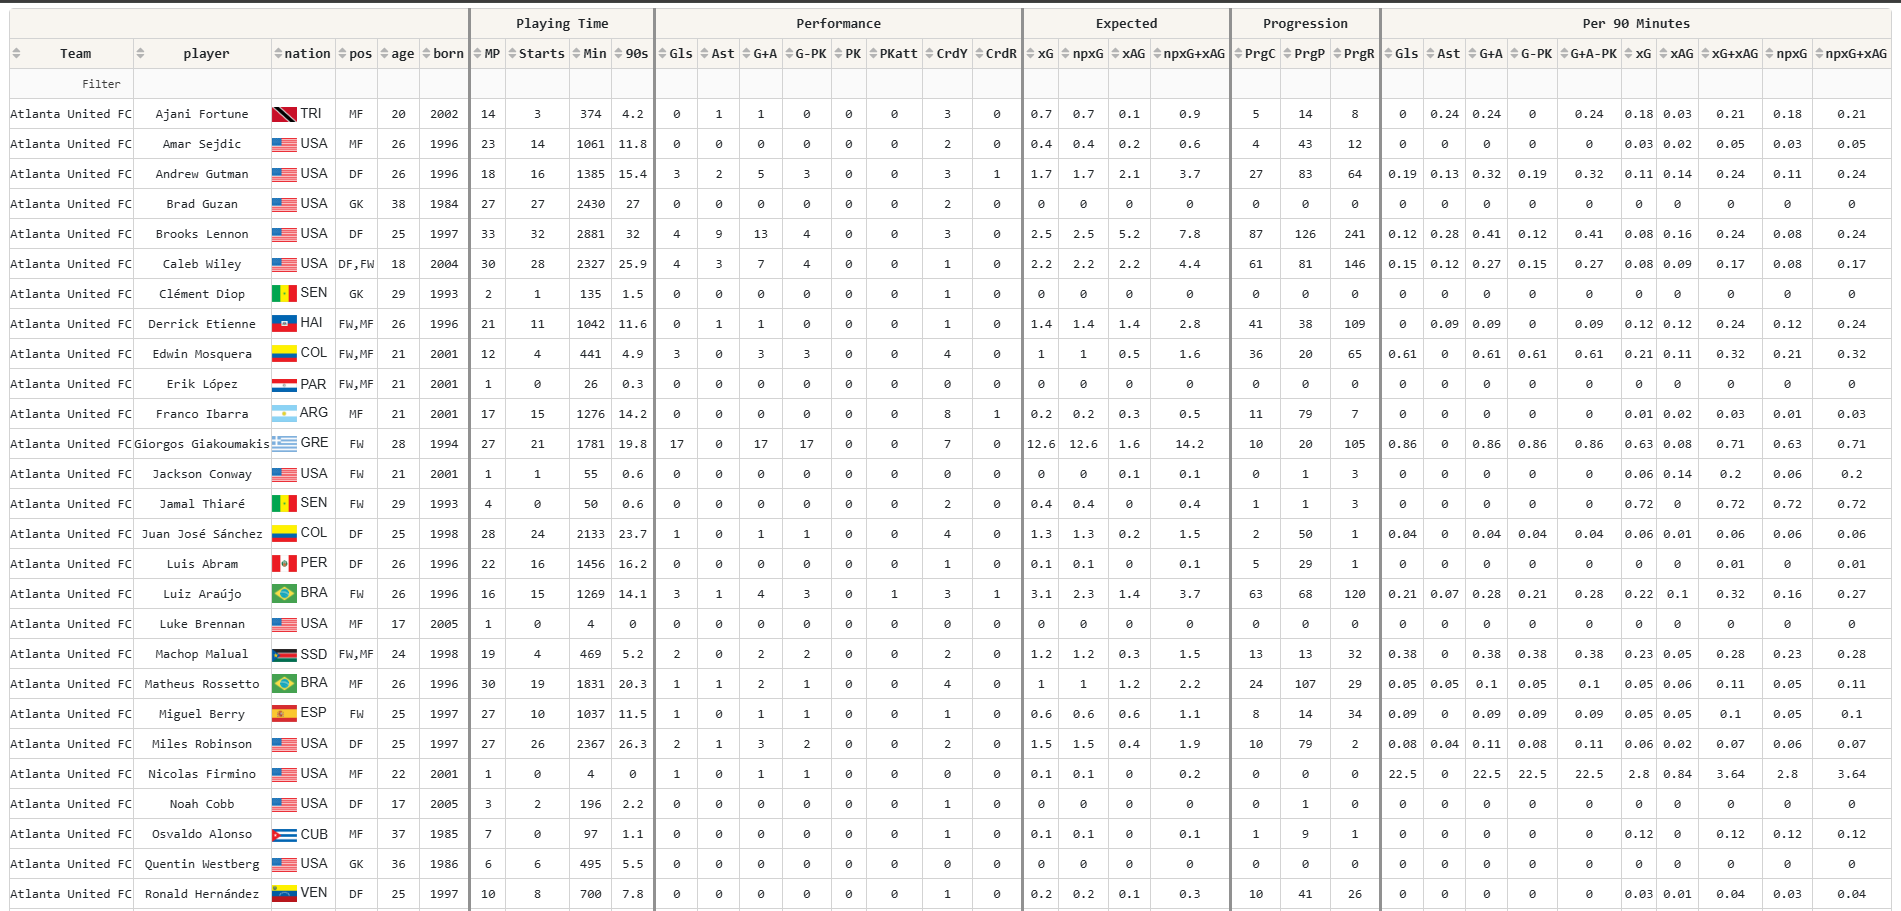 Playing Time Performance Expected Progression Per 90 Minutes
Team player nation pos age born MP Starts Min 90s Gls Ast G+A G-PK PK PKatt CrdY CrdR xG npxG xAG npxG+xAG PrgC PrgP PrgR Gls Ast G+A G-PK G+A-PK xG xAG xG+xAG npxG npxG+xAG
Filter
Atlanta United FC Ajani Fortune TRI MF 20 2002 14 3 374 4.2 0 1 1 0 0 0 3 0 0.7 0.7 0.1 0.9 5 14 8 0 0.24 0.24 0 0.24 0.18 0.03 0.21 0.18 0.21
Atlanta United FC Amar Sejdic USA MF 26 1996 23 14 1061 11.8 0 0 0 0 0 0 2 0 0.4 0.4 0.2 0.6 4 43 12 0 0 0 0 0 0.03 0.02 0.05 0.03 0.05
Atlanta United FC Andrew Gutman USA DF 26 1996 18 16 1385 15.4 3 2 5 3 0 0 3 1 1.7 1.7 2.1 3.7 27 83 64 0.19 0.13 0.32 0.19 0.32 0.11 0.14 0.24 0.11 0.24
Atlanta United FC Brad Guzan USA GK 38 1984 27 27 2430 27 0 0 0 0 0 0 2 0 0 0 0 0 0 0 0 0 0 0 0 0 0 0 0 0 0
Atlanta United FC Brooks Lennon USA DF 25 1997 33 32 2881 32 4 9 13 4 0 0 3 0 2.5 2.5 5.2 7.8 87 126 241 0.12 0.28 0.41 0.12 0.41 0.08 0.16 0.24 0.08 0.24
Atlanta United FC Caleb Wiley USA DF,FW 18 2004 30 28 2327 25.9 4 3 7 4 0 0 1 0 2.2 2.2 2.2 4.4 61 81 146 0.15 0.12 0.27 0.15 0.27 0.08 0.09 0.17 0.08 0.17
Atlanta United FC Clément Diop SEN GK 29 1993 2 1 135 1.5 0 0 0 0 0 0 1 0 0 0 0 0 0 0 0 0 0 0 0 0 0 0 0 0 0
Atlanta United FC Derrick Etienne HAI FW,MF 26 1996 21 11 1042 11.6 0 1 1 0 0 0 1 0 1.4 1.4 1.4 2.8 41 38 109 0 0.09 0.09 0 0.09 0.12 0.12 0.24 0.12 0.24
Atlanta United FC Edwin Mosquera COL FW,MF 21 2001 12 4 441 4.9 3 0 3 3 0 0 4 0 1 1 0.5 1.6 36 20 65 0.61 0 0.61 0.61 0.61 0.21 0.11 0.32 0.21 0.32
Atlanta United FC Erik López PAR FW,MF 21 2001 1 0 26 0.3 0 0 0 0 0 0 0 0 0 0 0 0 0 0 0 0 0 0 0 0 0 0 0 0 0
Atlanta United FC Franco Ibarra ARG MF 21 2001 17 15 1276 14.2 0 0 0 0 0 0 8 1 0.2 0.2 0.3 0.5 11 79 7 0 0 0 0 0 0.01 0.02 0.03 0.01 0.03
Atlanta United FC Giorgos Giakoumakis GRE FW 28 1994 27 21 1781 19.8 17 0 17 17 0 0 7 0 12.6 12.6 1.6 14.2 10 20 105 0.86 0 0.86 0.86 0.86 0.63 0.08 0.71 0.63 0.71
Atlanta United FC Jackson Conway USA FW 21 2001 1 1 55 0.6 0 0 0 0 0 0 0 0 0 0 0.1 0.1 0 1 3 0 0 0 0 0 0.06 0.14 0.2 0.06 0.2
Atlanta United FC Jamal Thiaré SEN FW 29 1993 4 0 50 0.6 0 0 0 0 0 0 2 0 0.4 0.4 0 0.4 1 1 3 0 0 0 0 0 0.72 0 0.72 0.72 0.72
Atlanta United FC Juan José Sánchez COL DF 25 1998 28 24 2133 23.7 1 0 1 1 0 0 4 0 1.3 1.3 0.2 1.5 2 50 1 0.04 0 0.04 0.04 0.04 0.06 0.01 0.06 0.06 0.06
Atlanta United FC Luis Abram PER DF 26 1996 22 16 1456 16.2 0 0 0 0 0 0 1 0 0.1 0.1 0 0.1 5 29 1 0 0 0 0 0 0 0 0.01 0 0.01
Atlanta United FC Luiz Araújo BRA FW 26 1996 16 15 1269 14.1 3 1 4 3 0 1 3 1 3.1 2.3 1.4 3.7 63 68 120 0.21 0.07 0.28 0.21 0.28 0.22 0.1 0.32 0.16 0.27
Atlanta United FC Luke Brennan USA MF 17 2005 1 0 4 0 0 0 0 0 0 0 0 0 0 0 0 0 0 0 0 0 0 0 0 0 0 0 0 0 0
Atlanta United FC Machop Malual SSD FW,MF 24 1998 19 4 469 5.2 2 0 2 2 0 0 2 0 1.2 1.2 0.3 1.5 13 13 32 0.38 0 0.38 0.38 0.38 0.23 0.05 0.28 0.23 0.28
Atlanta United FC Matheus Rossetto BRA MF 26 1996 30 19 1831 20.3 1 1 2 1 0 0 4 0 1 1 1.2 2.2 24 107 29 0.05 0.05 0.1 0.05 0.1 0.05 0.06 0.11 0.05 0.11
Atlanta United FC Miguel Berry ESP FW 25 1997 27 10 1037 11.5 1 0 1 1 0 0 1 0 0.6 0.6 0.6 1.1 8 14 34 0.09 0 0.09 0.09 0.09 0.05 0.05 0.1 0.05 0.1
Atlanta United FC Miles Robinson USA DF 25 1997 27 26 2367 26.3 2 1 3 2 0 0 2 0 1.5 1.5 0.4 1.9 10 79 2 0.08 0.04 0.11 0.08 0.11 0.06 0.02 0.07 0.06 0.07
Atlanta United FC Nicolas Firmino USA MF 22 2001 1 0 4 0 1 0 1 1 0 0 0 0 0.1 0.1 0 0.2 0 0 0 22.5 0 22.5 22.5 22.5 2.8 0.84 3.64 2.8 3.64
Atlanta United FC Noah Cobb USA DF 17 2005 3 2 196 2.2 0 0 0 0 0 0 1 0 0 0 0 0 0 1 0 0 0 0 0 0 0 0 0 0 0
Atlanta United FC Osvaldo Alonso CUB MF 37 1985 7 0 97 1.1 0 0 0 0 0 0 1 0 0.1 0.1 0 0.1 1 9 1 0 0 0 0 0 0.12 0 0.12 0.12 0.12
Atlanta United FC Quentin Westberg USA GK 36 1986 6 6 495 5.5 0 0 0 0 0 0 0 0 0 0 0 0 0 0 0 0 0 0 0 0 0 0 0 0 0
Atlanta United FC Ronald Hernández VEN DF 25 1997 10 8 700 7.8 0 0 0 0 0 0 1 0 0.2 0.2 0.1 0.3 10 41 26 0 0 0 0 0 0.03 0.01 0.04 0.03 0.04